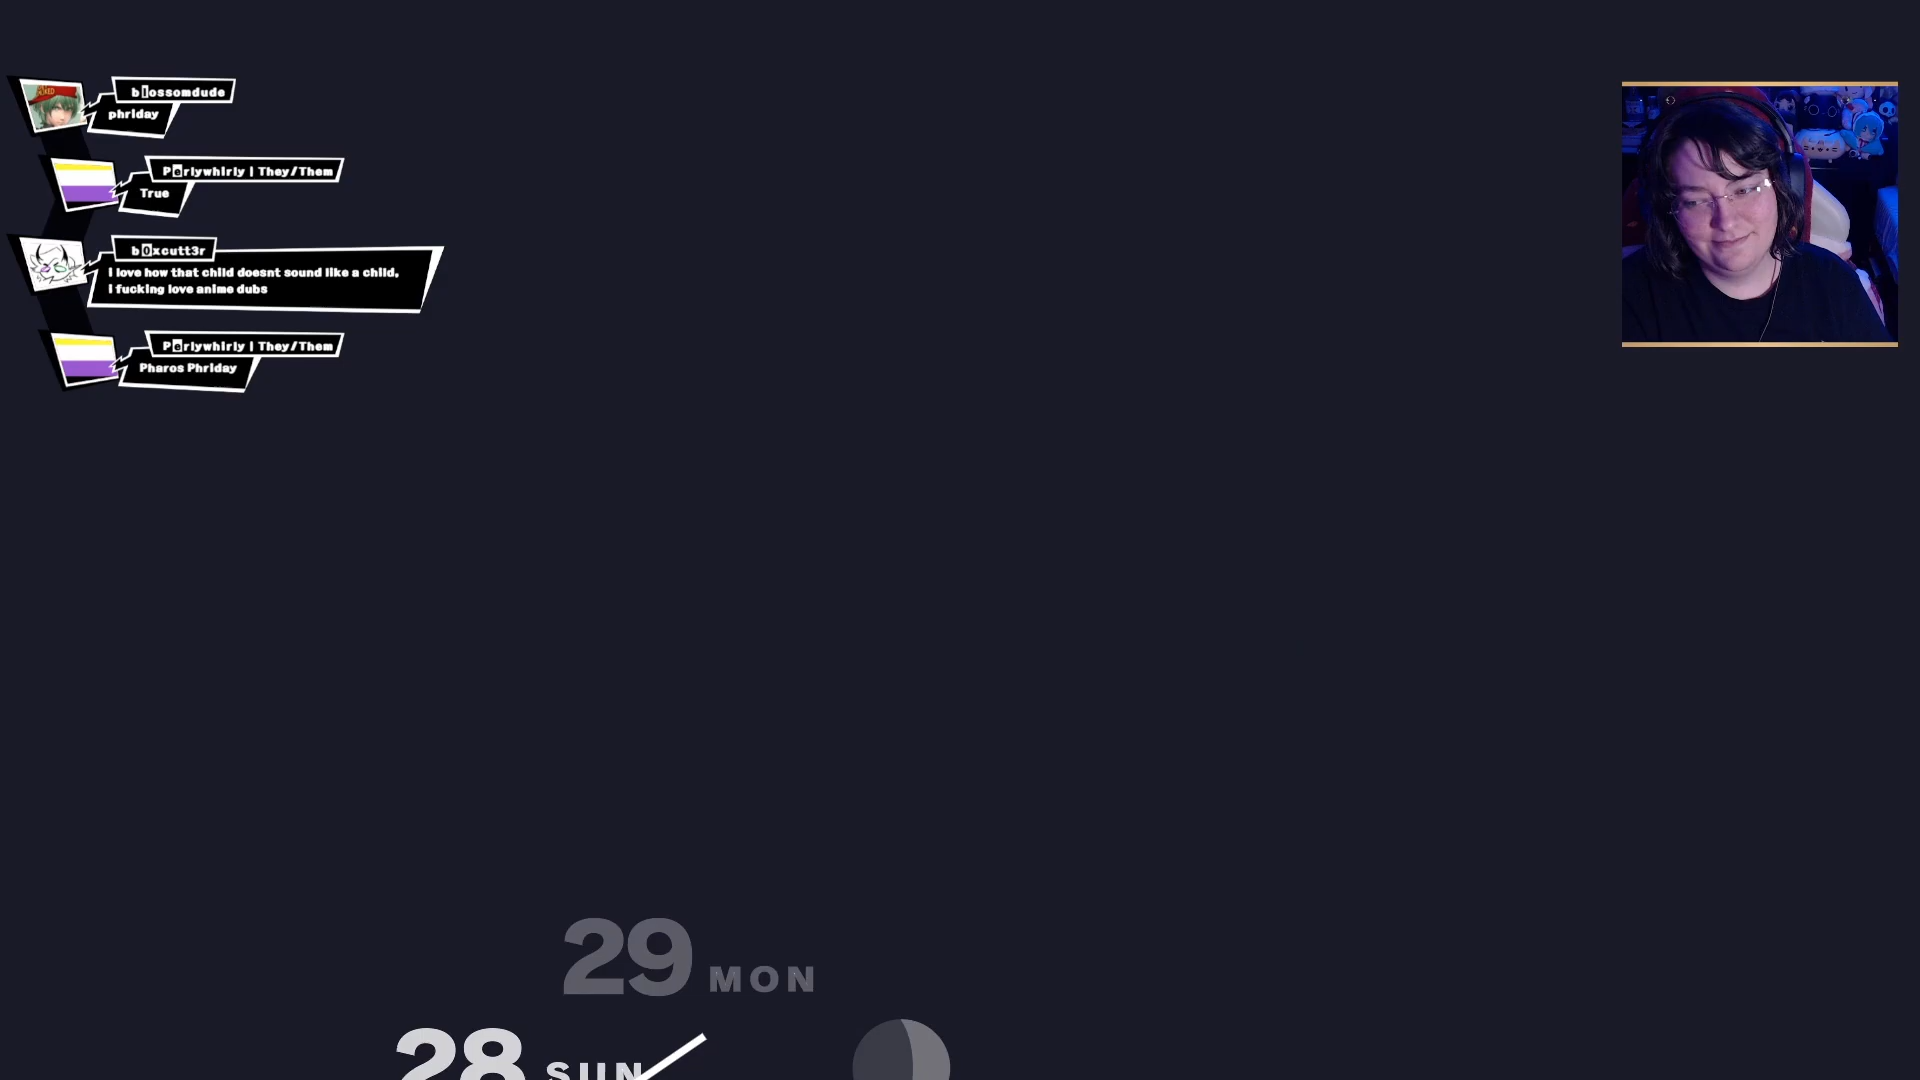 blossomdude
phriday
Perlywhirly | They/Them
True
b0xcutt3r
I love how that child doesnt sound like a child,
I fucking love anime dubs
Perlywhirly | They/Them
Pharos Phriday
29 MON
28 SUN